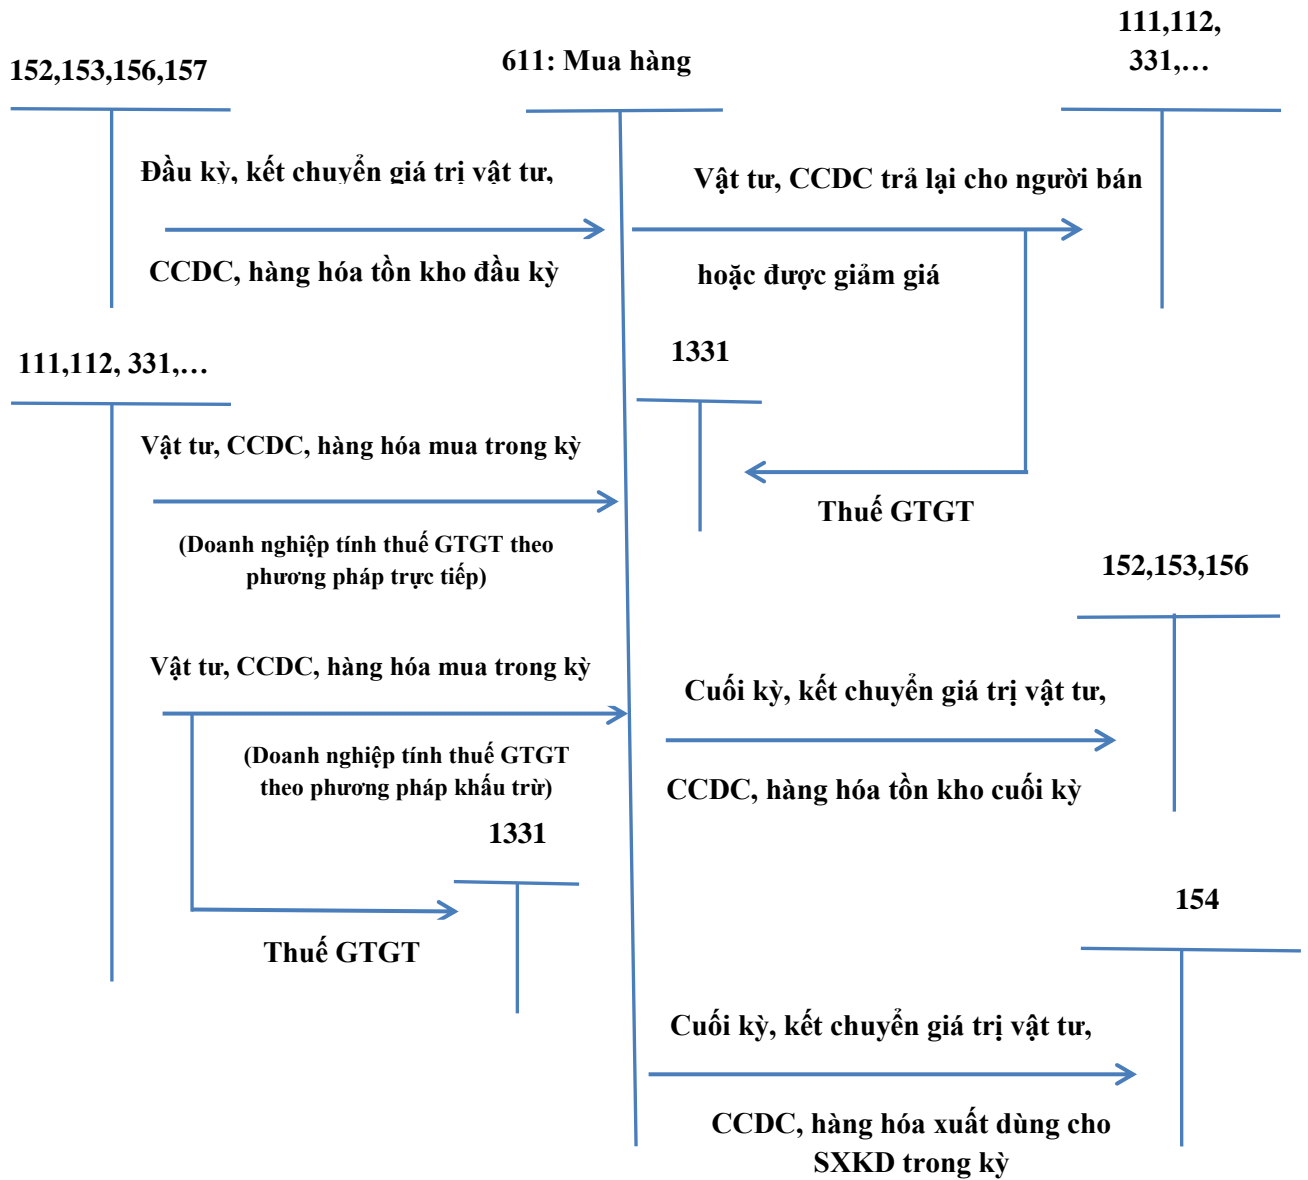 111,112,
331,…
611: Mua hàng
152,153,156,157
Đầu kỳ, kết chuyển giá trị vật tư,
CCDC, hàng hóa tồn kho đầu kỳ
Vật tư, CCDC trả lại cho người bán
hoặc được giảm giá
1331
111,112, 331,…
Vật tư, CCDC, hàng hóa mua trong kỳ
(Doanh nghiệp tính thuế GTGT theo
phương pháp trực tiếp)
Thuế GTGT
152,153,156
Vật tư, CCDC, hàng hóa mua trong kỳ
(Doanh nghiệp tính thuế GTGT
theo phương pháp khấu trừ)
Cuối kỳ, kết chuyển giá trị vật tư,
CCDC, hàng hóa tồn kho cuối kỳ
1331
Thuế GTGT
154
Cuối kỳ, kết chuyển giá trị vật tư,
CCDC, hàng hóa xuất dùng cho
SXKD trong kỳ